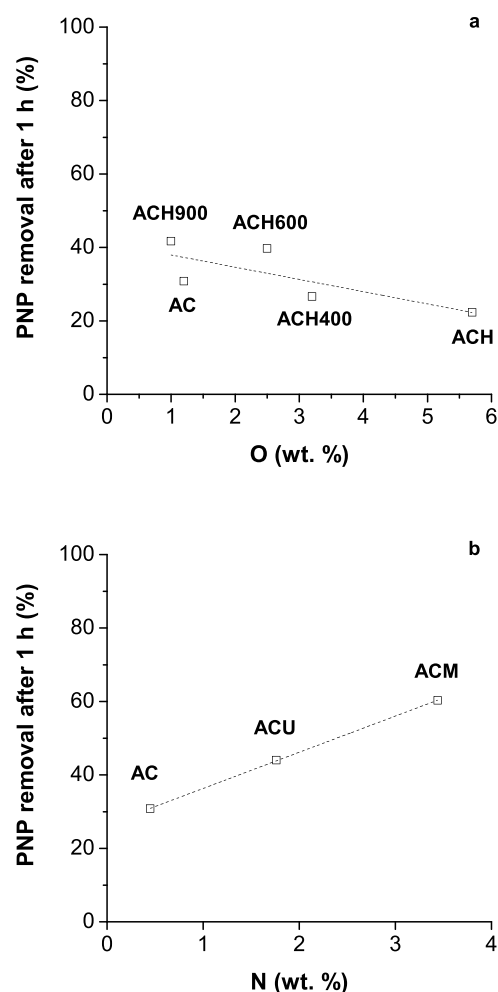 a
PNP removal after 1 h (%)
100
80
60
40
20
0
ACH900
ACH600
AC
ACH400
ACH
0 1 2 3 4 5 6
O (wt. %)
b
PNP removal after 1 h (%)
100
80
60
40
20
0
ACM
ACU
AC
0 1 2 3 4
N (wt. %)